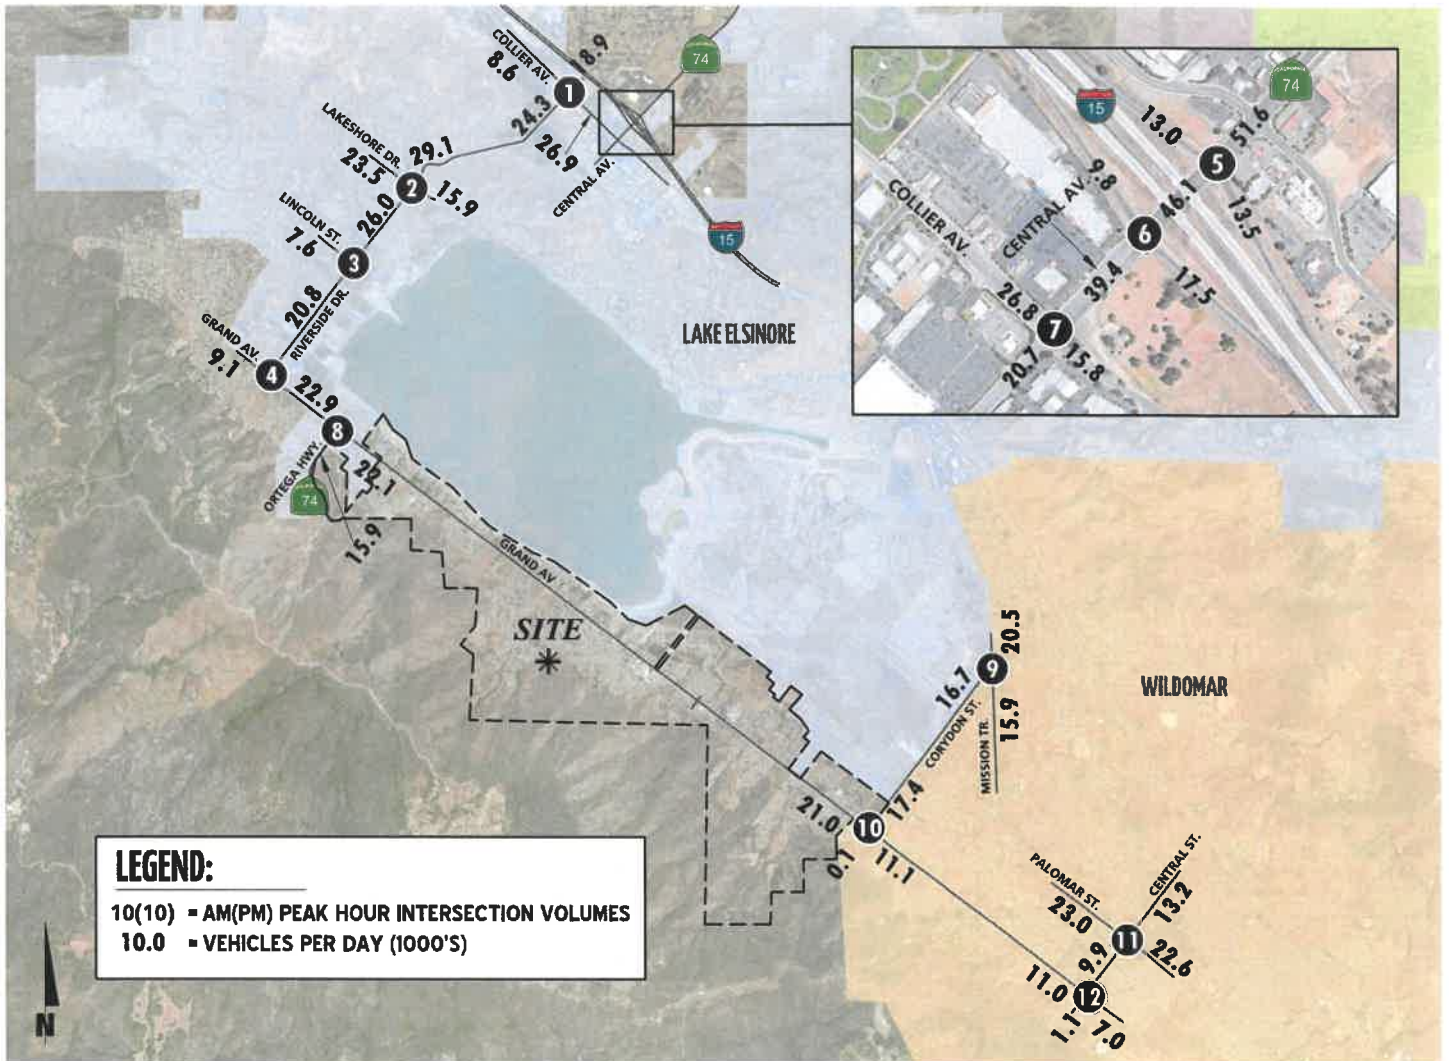 COLLIER AV.
8.6
8.9
74
1
24.3
26.9
CENTRAL AV.
LAKESHORE DR.
23.5
29.1
2
15.9
LINCOLN ST.
7.6
26.0
3
20.8
RIVERSIDE DR.
GRAND AV.
9.1
4
22.9
8
ORTEGA HWY.
74
22.1
15.9
15
LAKE ELSINORE
15
13.0
CALIFORNIA
74
51.6
5
9.8
46.1
13.5
COLLIER AV.
CENTRAL AV.
6
39.4
17.5
26.8
7
20.7
15.8
GRAND AV
SITE
20.5
16.7
9
CORYDON ST.
MISSION TR.
15.9
WILDOMAR
17.4
21.0
10
0.1
11.1
PALOMAR ST.
23.0
CENTRAL ST.
13.2
11
22.6
9.9
11.0
12
1.1
7.0
LEGEND:
10(10) = AM(PM) PEAK HOUR INTERSECTION VOLUMES
10.0 = VEHICLES PER DAY (1000'S)
N